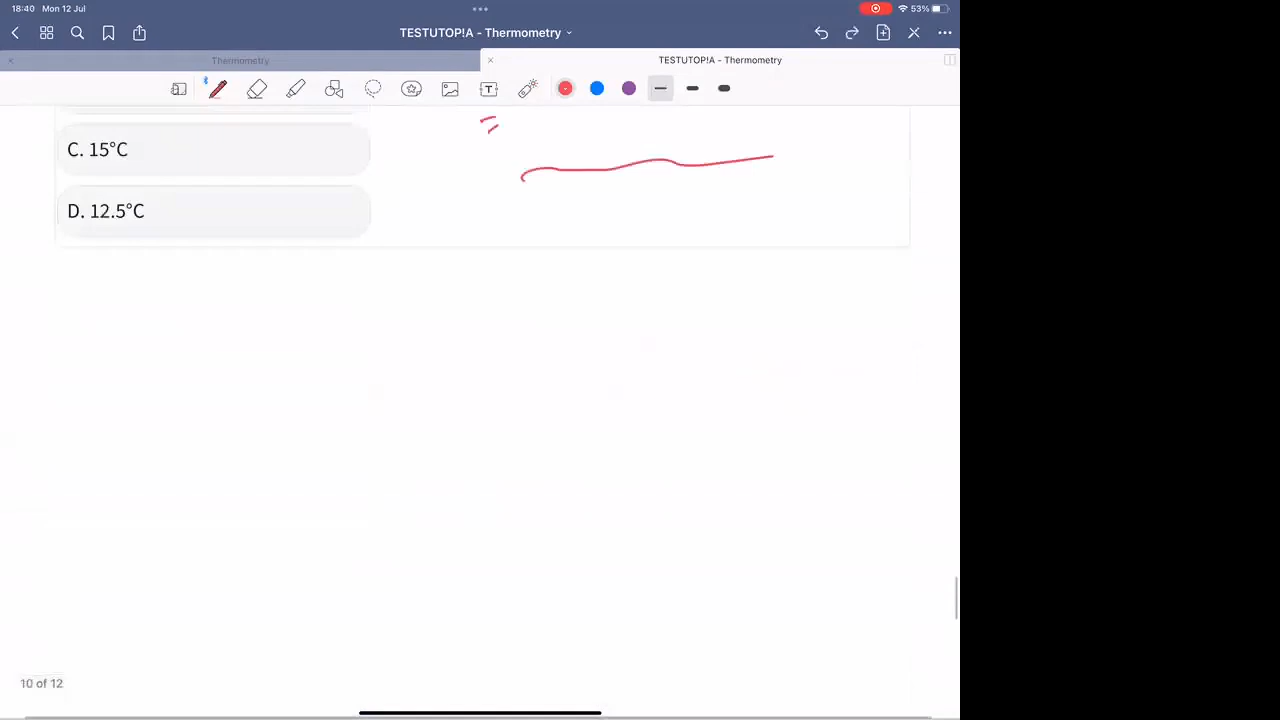 18:40 Mon 12 Jul
53%
TESTUTOP!A - Thermometry
Thermometry
TESTUTOP!A - Thermometry
T
C. 15°C
D. 12.5°C
10 of 12